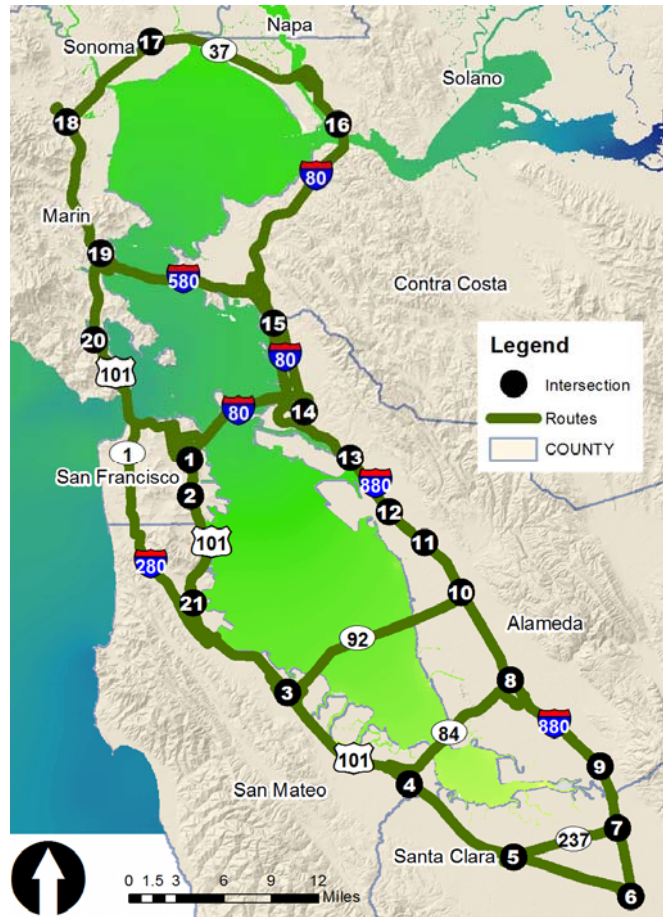 Napa
Sonoma
17
37
Solano
18
16
80
Marin
19
580
Contra Costa
15
20
80
101
80
14
Legend
Intersection
Routes
COUNTY
1
San Francisco
1
13
880
2
12
101
11
280
21
10
92
Alameda
3
8
84
880
101
San Mateo
4
9
7
237
Santa Clara
5
6
0 1.5 3 6 9 12
Miles